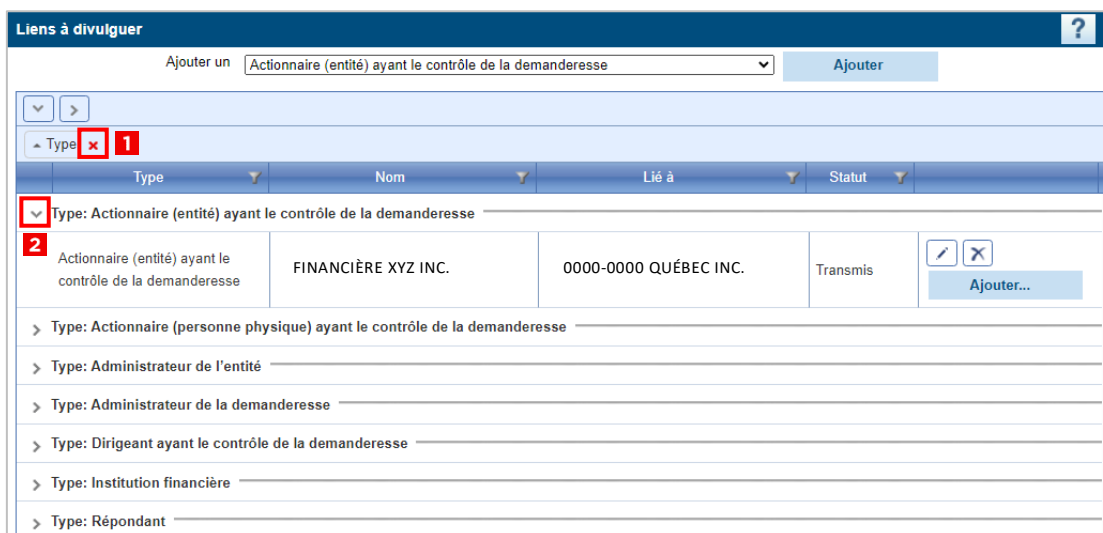 Liens à divulguer
?
Ajouter un Actionnaire (entité) ayant le contrôle de la demanderesse Ajouter
Type 1
Type Nom Lié à Statut
Type: Actionnaire (entité) ayant le contrôle de la demanderesse
2
Actionnaire (entité) ayant le
contrôle de la demanderesse
FINANCIÈRE XYZ INC.
0000-0000 QUÉBEC INC.
Transmis
Ajouter...
Type: Actionnaire (personne physique) ayant le contrôle de la demanderesse
Type: Administrateur de l'entité
Type: Administrateur de la demanderesse
Type: Dirigeant ayant le contrôle de la demanderesse
Type: Institution financière
Type: Répondant